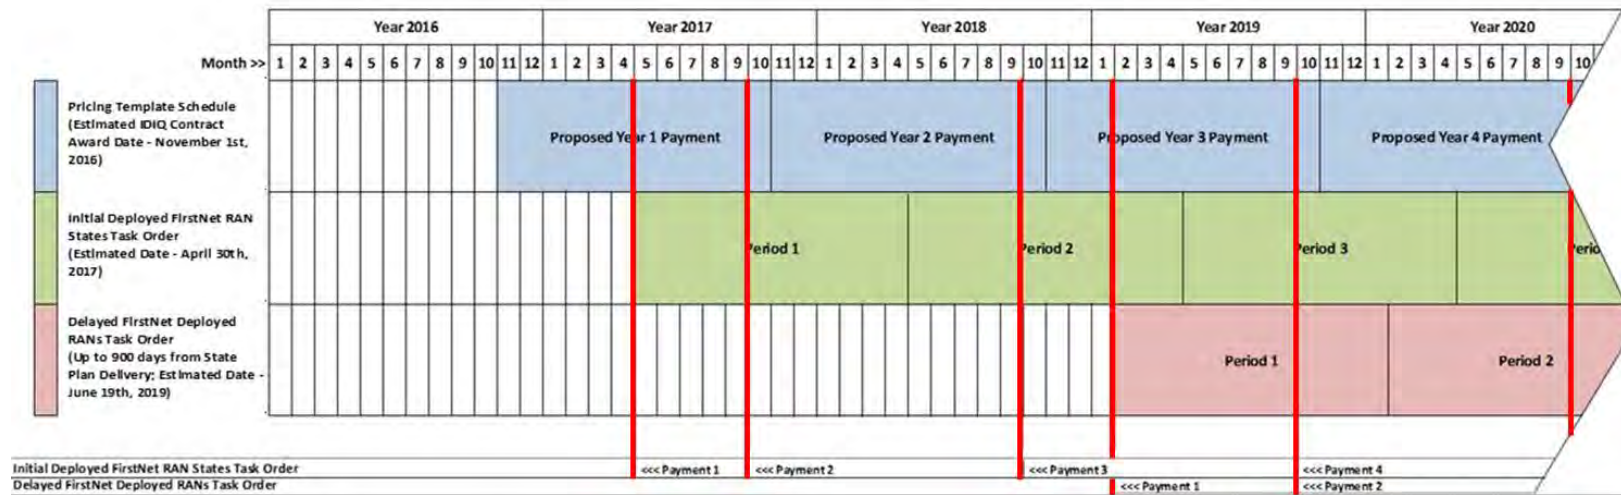 Year 2016 Year 2017 Year 2018 Year 2019 Year 2020
Month >> 1 2 3 4 5 6 7 8 9 10 11 12 1 2 3 4 5 6 7 8 9 10 11 12 1 2 3 4 5 6 7 8 9 10 11 12 1 2 3 4 5 6 7 8 9 10 11 12 1 2 3 4 5 6 7 8 9 10
Pricing Template Schedule
(Estimated IDIQ Contract
Award Date - November 1st,
2016)
Proposed Year 1 Payment Proposed Year 2 Payment Proposed Year 3 Payment Proposed Year 4 Payment
Initial Deployed FirstNet RAN
States Task Order
(Estimated Date - April 30th,
2017)
Period 1 Period 2 Period 3 Perio
Delayed FirstNet Deployed
RANs Task Order
(Up to 900 days from State
Plan Delivery; Estimated Date -
June 19th, 2019)
Period 1 Period 2
Initial Deployed FirstNet RAN States Task Order <<< Payment 1 <<< Payment 2 <<< Payment 3 <<< Payment 4
Delayed FirstNet Deployed RANs Task Order <<< Payment 1 <<< Payment 2